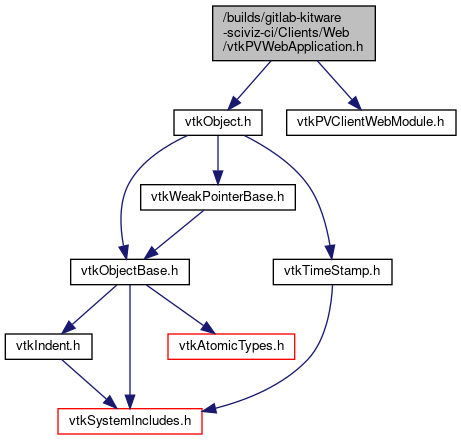 /builds/gitlab-kitware
-sciviz-ci/Clients/Web
/vtkPVWebApplication.h
vtkObject.h
vtkPVClientWebModule.h
vtkWeakPointerBase.h
vtkObjectBase.h
vtkTimeStamp.h
vtkIndent.h
vtkAtomicTypes.h
vtkSystemIncludes.h